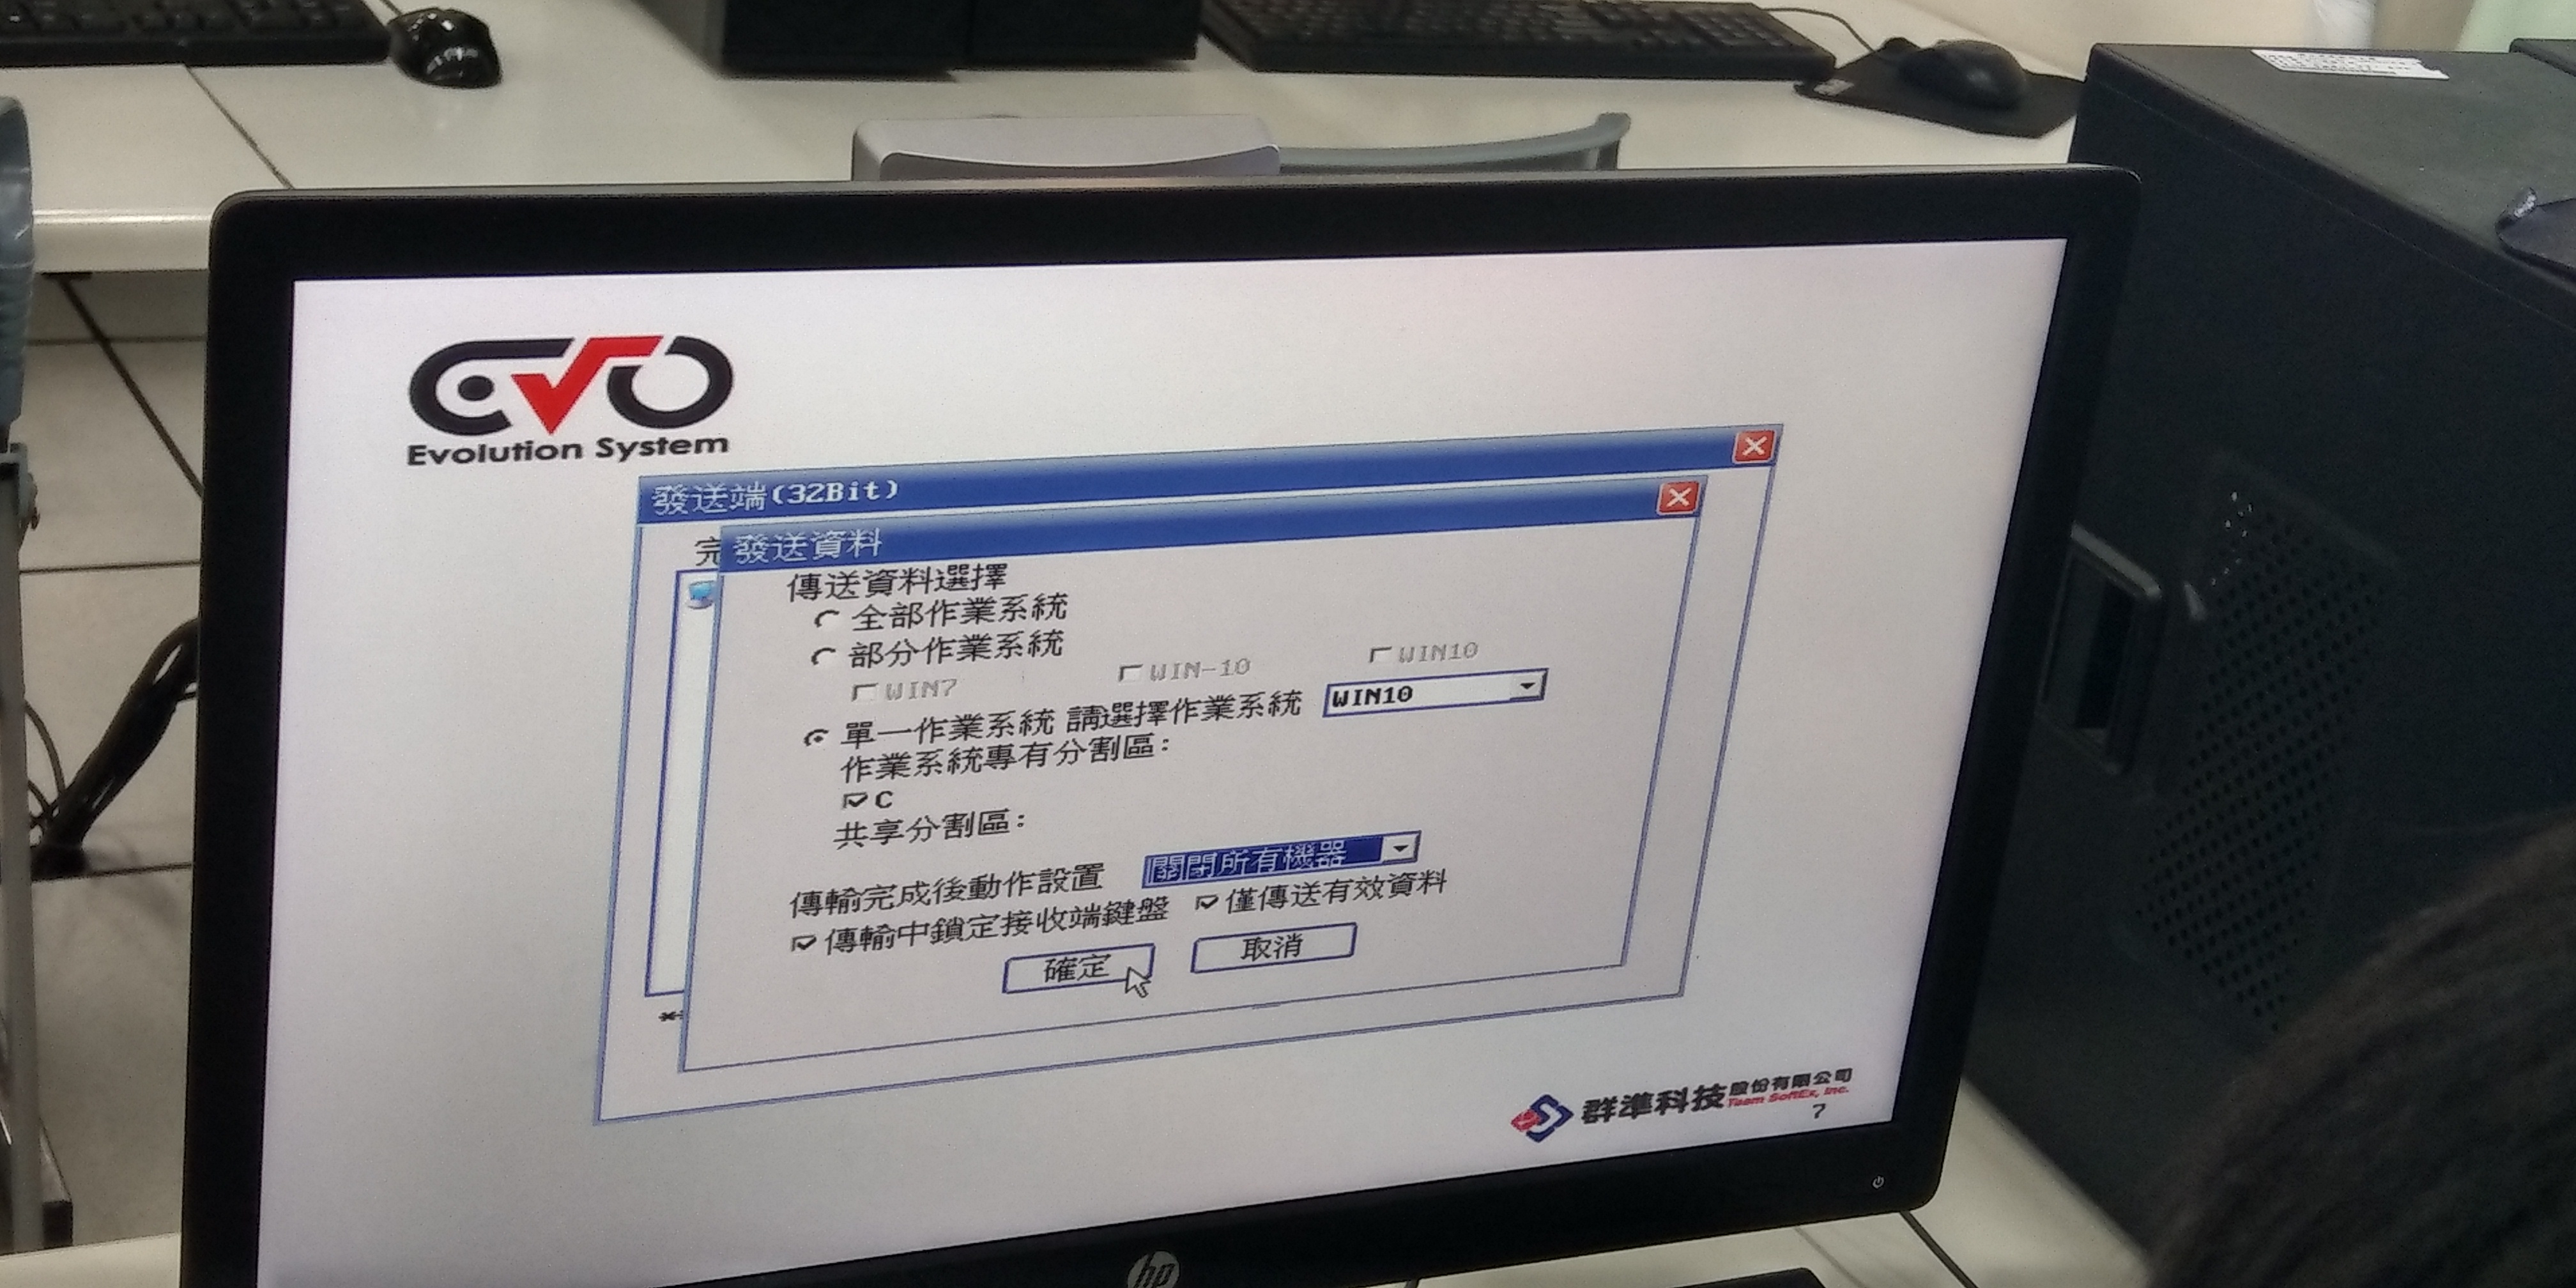 evo
Evolution System
發送端(32Bit)
完
發送資料
傳送資料選擇
全部作業系統
部分作業系統
WIN7 WIN-10 WIN10
單一作業系統 請選擇作業系統 WIN10
作業系統專有分割區:
C
共享分割區:
傳輸完成後動作設置 關閉所有機器
傳輸中鎖定接收端鍵盤 僅傳送有效資料
確定 取消
群準科技股份有限公司
Team SoftEx, Inc.
7
hp